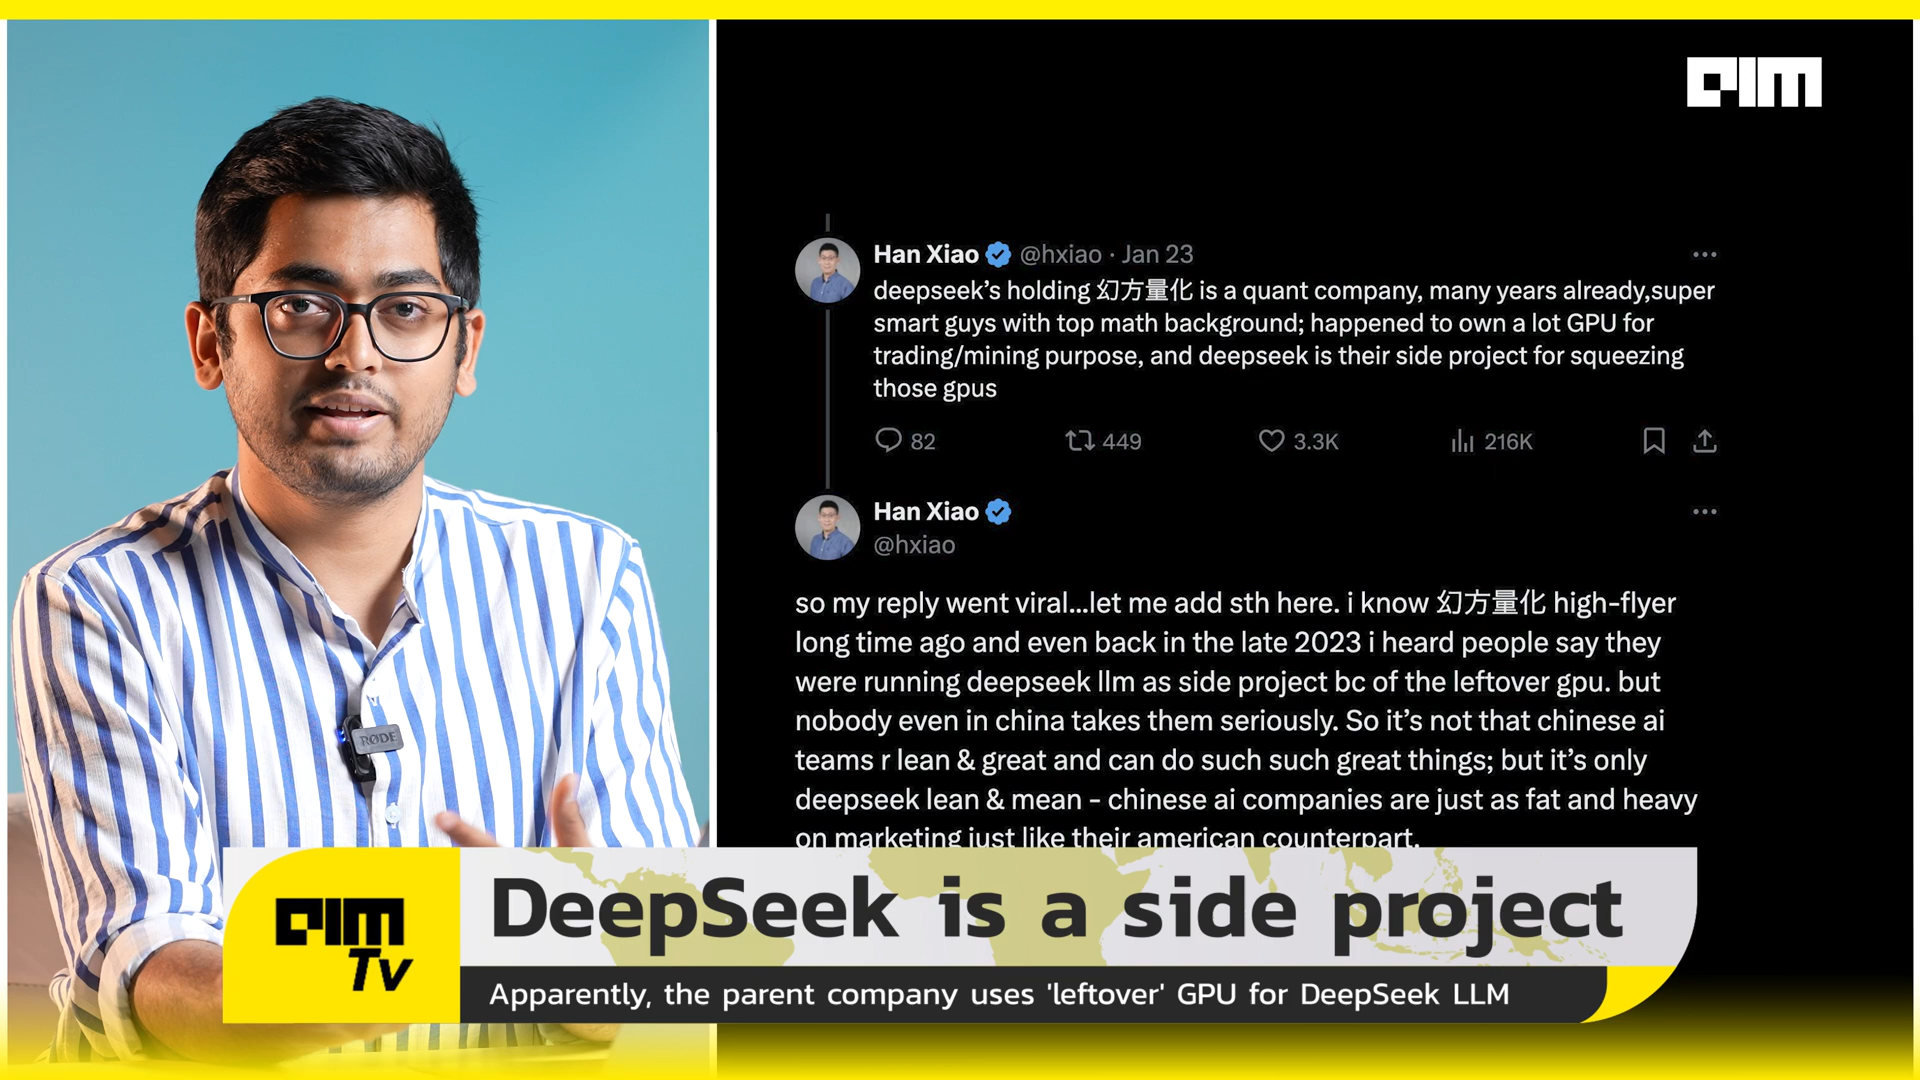 AIM
Han Xiao @hxiao · Jan 23
deepseek’s holding 幻方量化 is a quant company, many years already,super
smart guys with top math background; happened to own a lot GPU for
trading/mining purpose, and deepseek is their side project for squeezing
those gpus
82 449 3.3K 216K
Han Xiao
@hxiao
so my reply went viral...let me add sth here. i know 幻方量化 high-flyer
long time ago and even back in the late 2023 i heard people say they
were running deepseek llm as side project bc of the leftover gpu. but
nobody even in china takes them seriously. So it’s not that chinese ai
teams r lean & great and can do such such great things; but it’s only
deepseek lean & mean - chinese ai companies are just as fat and heavy
on marketing just like their american counterpart.
RØDE
AIM
Tv
DeepSeek is a side project
Apparently, the parent company uses 'leftover' GPU for DeepSeek LLM